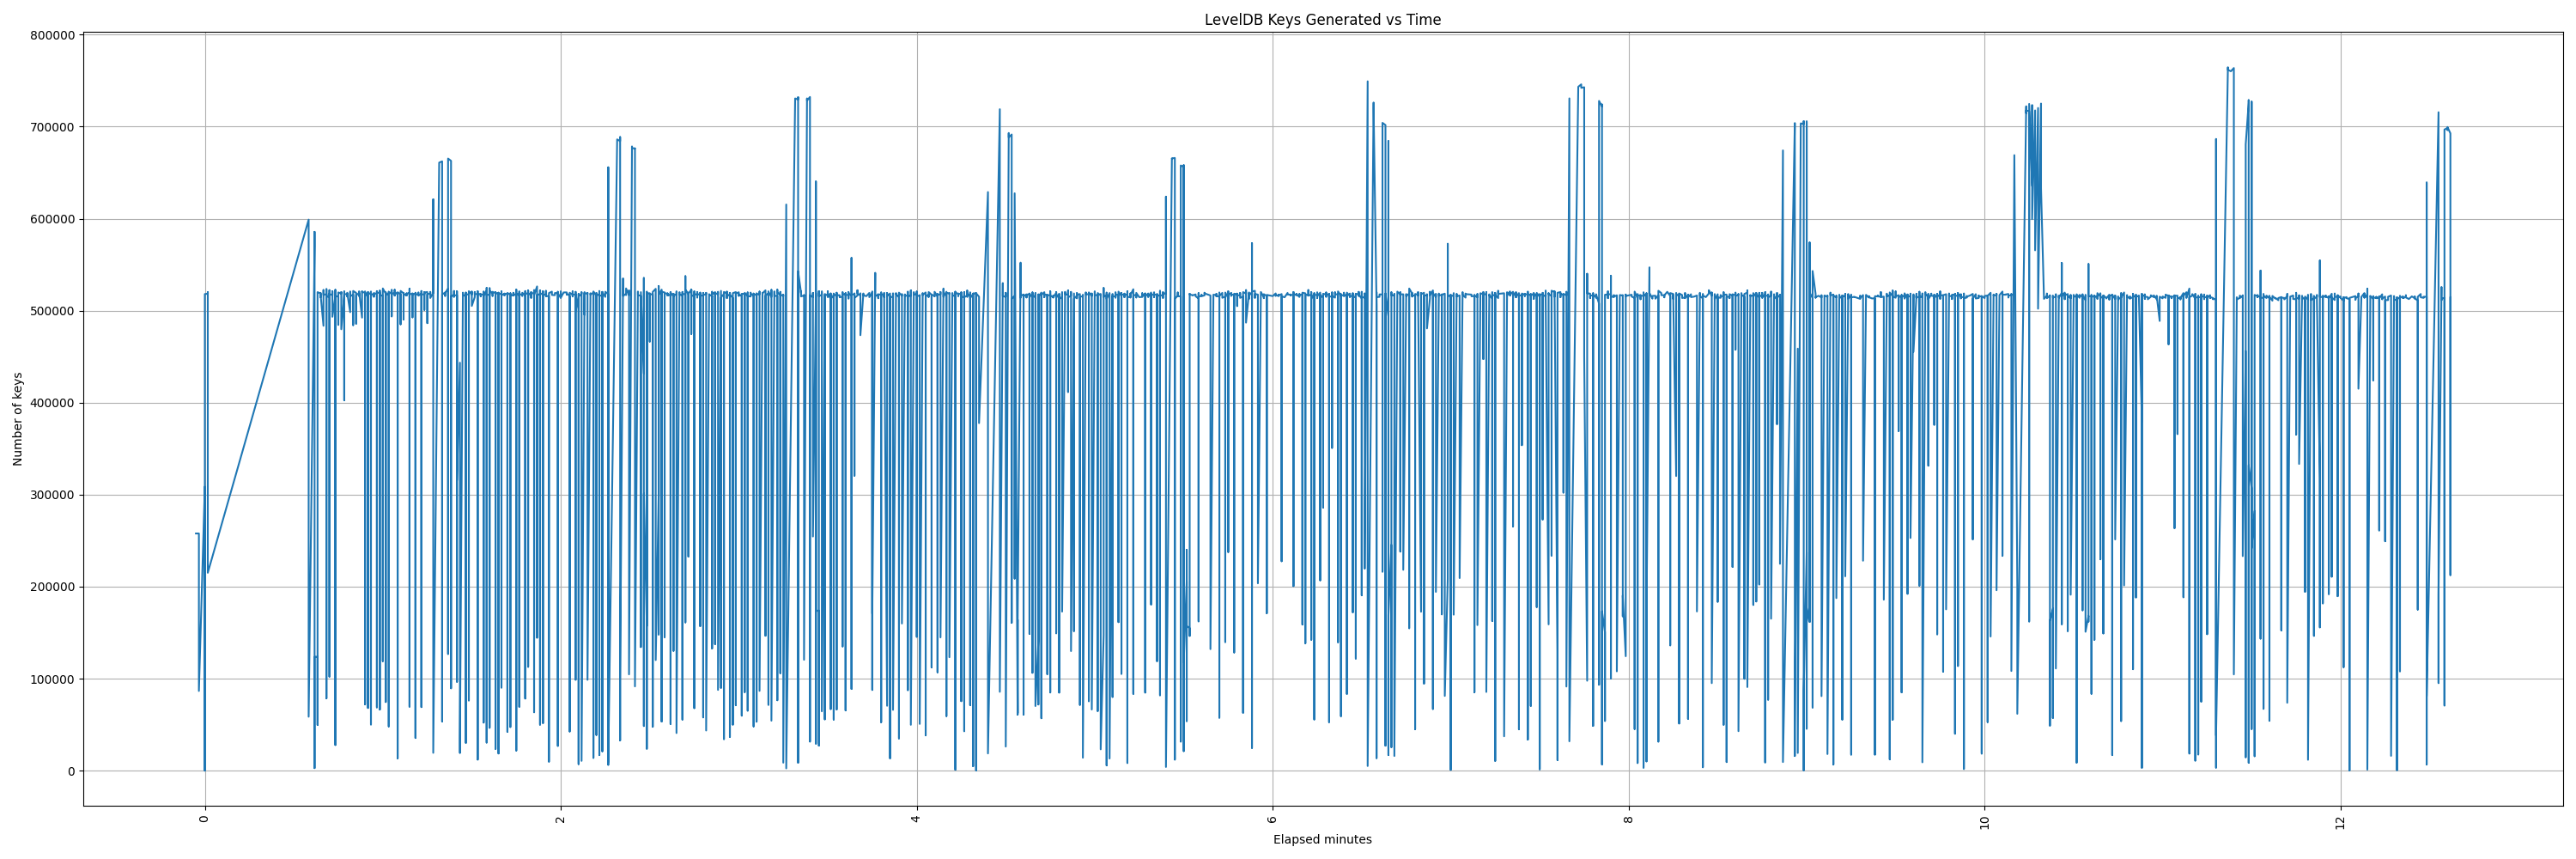 LevelDB Keys Generated vs Time
800000
700000
600000
500000
400000
300000
200000
100000
0
Number of keys
0 2 4 6 8 10 12
Elapsed minutes